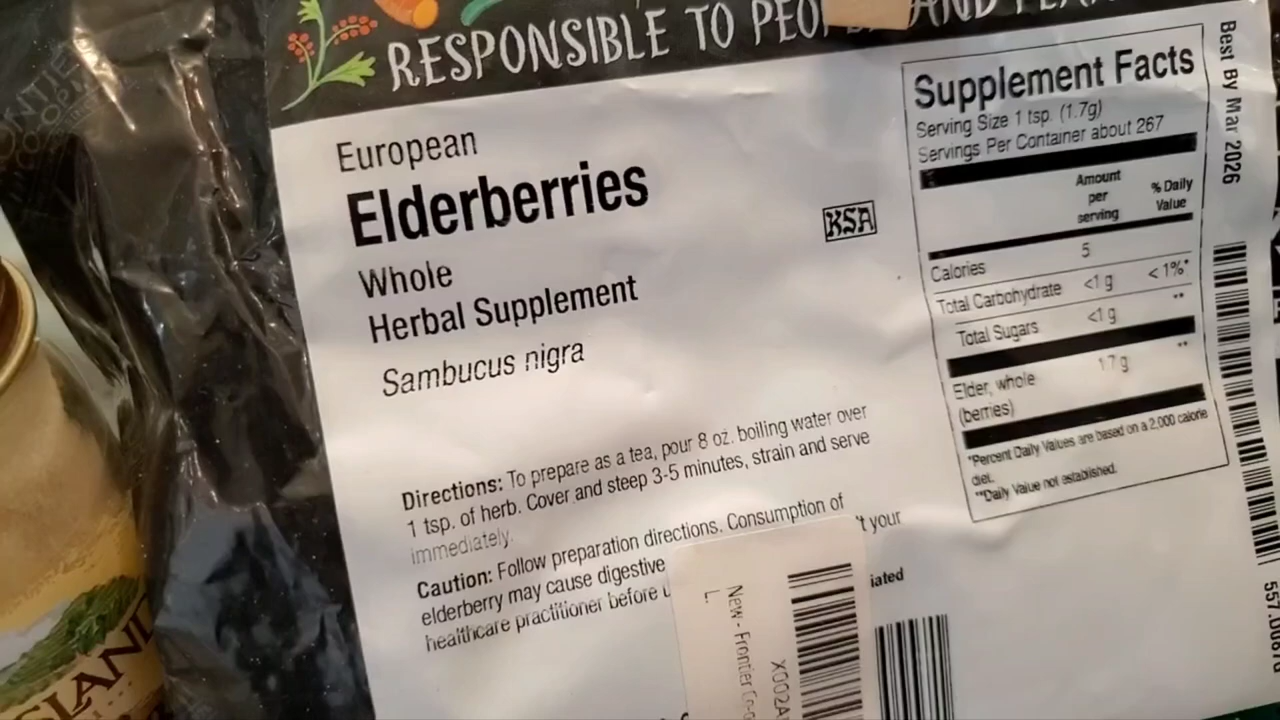 RESPONSIBLE TO PEOPLE AND
European
Elderberries
Whole
Herbal Supplement
Sambucus nigra
KSA
Directions: To prepare as a tea, pour 8 oz. boiling water over
1 tsp. of herb. Cover and steep 3-5 minutes, strain and serve
immediately.
Caution: Follow preparation directions. Consumption of
elderberry may cause digestive 't your
healthcare practitioner before
iated
Supplement Facts
Serving Size 1 tsp. (1.7g)
Servings Per Container about 267
Amount
per
serving
% Daily
Value
Calories 5
Total Carbohydrate <1 g < 1%*
Total Sugars <1 g **
Elder, whole 1.7 g **
(berries)
*Percent Daily Values are based on a 2,000 calorie
diet.
**Daily Value not established.
Best By Mar 2026
New - Frontier Co-o
L.
X002A
SLAND